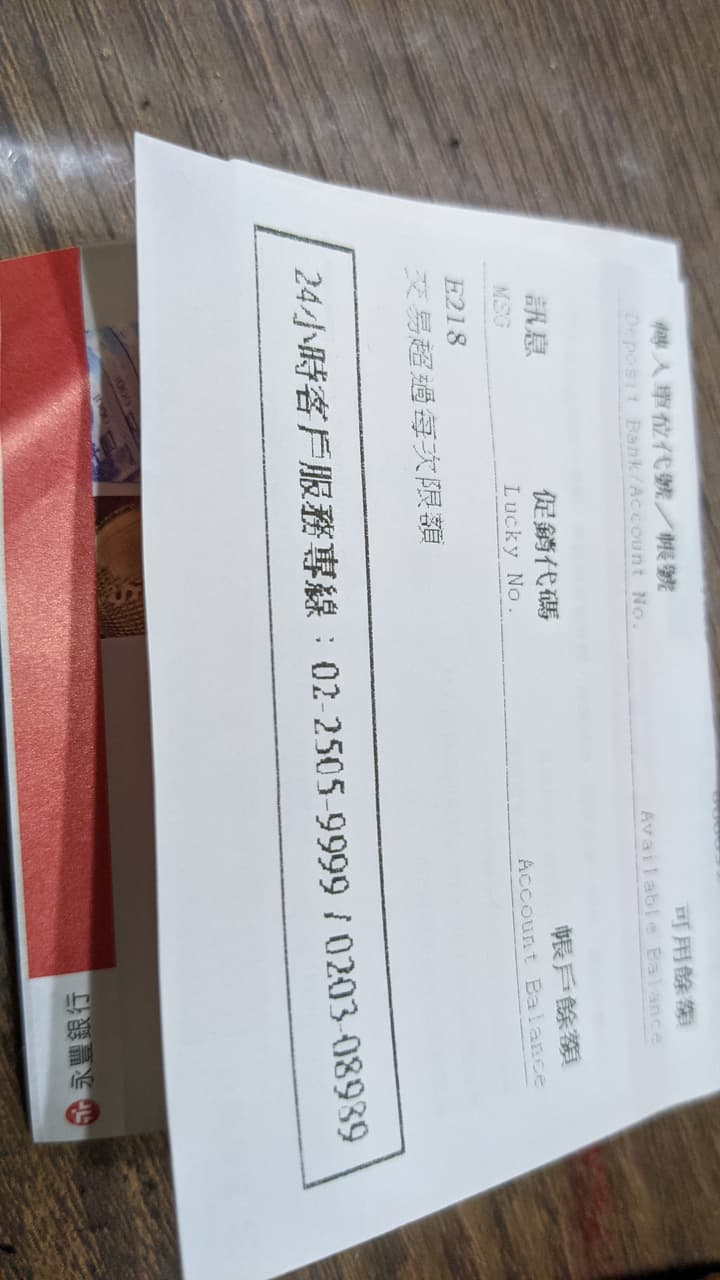 轉入單位代號／帳號 可用餘額
Deposit Bank/Account No. Available Balance
訊息 促銷代碼 帳戶餘額
MSG Lucky No. Account Balance
E218
交易超過每次限額
24小時客戶服務專線：02-2505-9999 / 0203-08989
永豐銀行